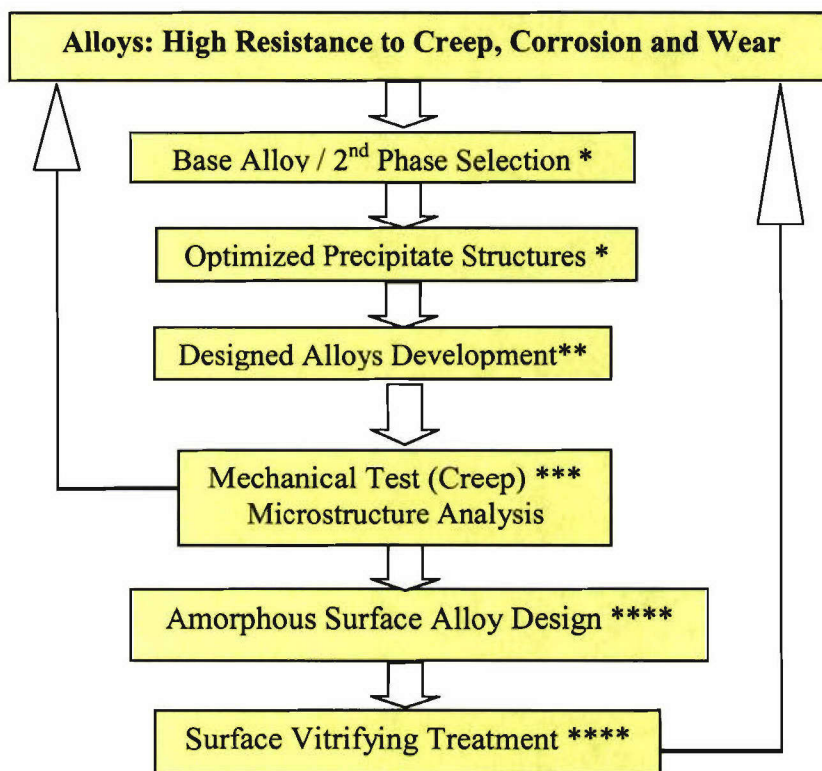 Alloys: High Resistance to Creep, Corrosion and Wear
Base Alloy / 2nd Phase Selection *
Optimized Precipitate Structures *
Designed Alloys Development**
Mechanical Test (Creep) ***
Microstructure Analysis
Amorphous Surface Alloy Design ****
Surface Vitrifying Treatment ****